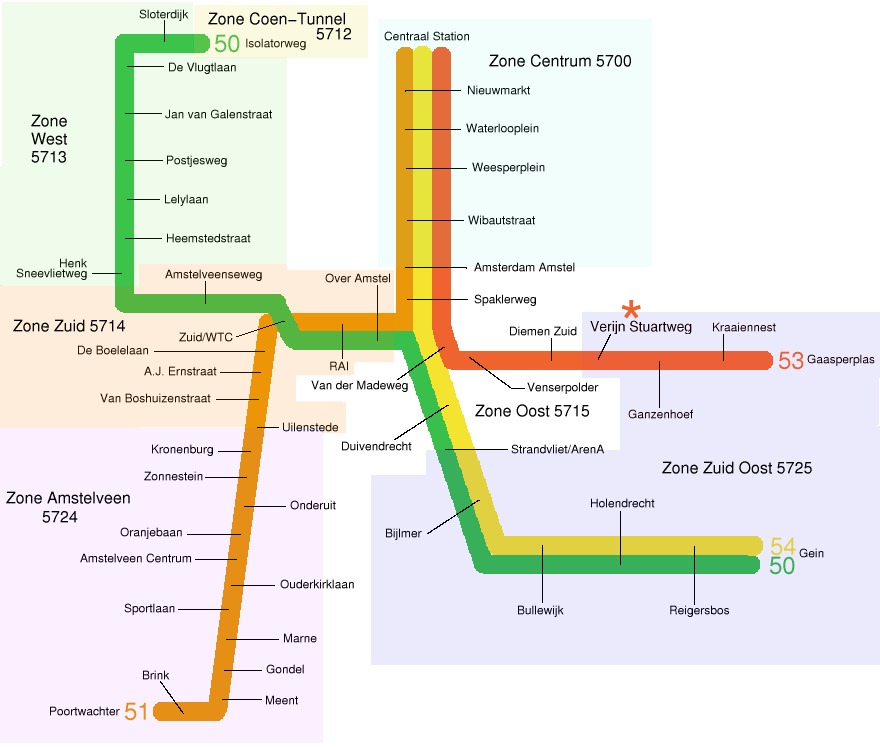 Sloterdijk
Zone Coen-Tunnel
5712
50 Isolatorweg
De Vlugtlaan
Jan van Galenstraat
Zone
West
5713
Postjesweg
Lelylaan
Heemstedstraat
Henk
Sneevlietweg
Amstelveenseweg
Over Amstel
Centraal Station
Zone Centrum 5700
Nieuwmarkt
Waterlooplein
Weesperplein
Wibautstraat
Amsterdam Amstel
Spaklerweg
Zone Zuid 5714
Zuid/WTC
RAI
De Boelelaan
A.J. Ernstraat
Van Boshuizenstraat
Uilenstede
Van der Madeweg
Diemen Zuid
*
Verijn Stuartweg
Kraaiennest
53 Gaasperplas
Venserpolder
Ganzenhoef
Zone Oost 5715
Duivendrecht
Strandvliet/ArenA
Zone Zuid Oost 5725
Holendrecht
Bijlmer
54
Gein
50
Bullewijk
Reigersbos
Kronenburg
Zonnestein
Zone Amstelveen
5724
Onderuit
Oranjebaan
Amstelveen Centrum
Ouderkirklaan
Sportlaan
Marne
Gondel
Brink
Meent
Poortwachter 51